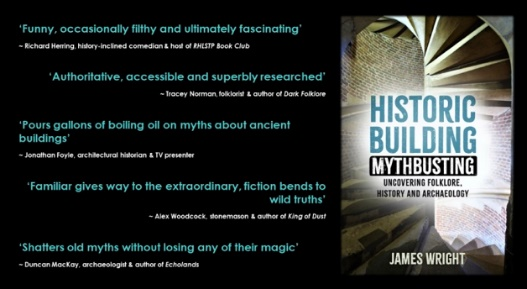 ‘Funny, occasionally filthy and ultimately fascinating’
~ Richard Herring, history-inclined comedian & host of RHLSTP Book Club
‘Authoritative, accessible and superbly researched’
~ Tracey Norman, folklorist & author of Dark Folklore
‘Pours gallons of boiling oil on myths about ancient
buildings’
~ Jonathan Foyle, architectural historian & TV presenter
‘Familiar gives way to the extraordinary, fiction bends to
wild truths’
~ Alex Woodcock, stonemason & author of King of Dust
‘Shatters old myths without losing any of their magic’
~ Duncan MacKay, archaeologist & author of Echolands
HISTORIC
BUILDING
MYTHBUSTING
UNCOVERING FOLKLORE,
HISTORY AND ARCHAEOLOGY
JAMES WRIGHT